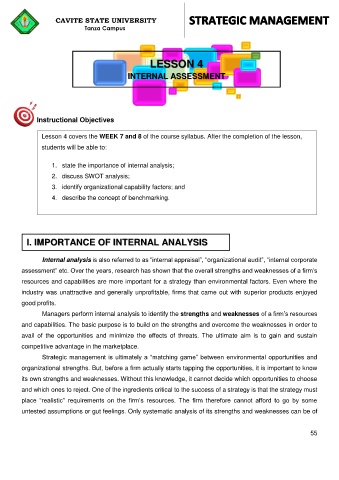 CAVITE STATE UNIVERSITY
Tanza Campus
STRATEGIC MANAGEMENT
LESSON 4
INTERNAL ASSESSMENT
Instructional Objectives
Lesson 4 covers the WEEK 7 and 8 of the course syllabus. After the completion of the lesson,
students will be able to:
1. state the importance of internal analysis;
2. discuss SWOT analysis;
3. identify organizational capability factors; and
4. describe the concept of benchmarking.
I. IMPORTANCE OF INTERNAL ANALYSIS
Internal analysis is also referred to as "internal appraisal", "organizational audit", "internal corporate
assessment" etc. Over the years, research has shown that the overall strengths and weaknesses of a firm's
resources and capabilities are more important for a strategy than environmental factors. Even where the
industry was unattractive and generally unprofitable, firms that came out with superior products enjoyed
good profits.
Managers perform internal analysis to identify the strengths and weaknesses of a firm's resources
and capabilities. The basic purpose is to build on the strengths and overcome the weaknesses in order to
avail of the opportunities and minimize the effects of threats. The ultimate aim is to gain and sustain
competitive advantage in the marketplace.
Strategic management is ultimately a "matching game" between environmental opportunities and
organizational strengths. But, before a firm actually starts tapping the opportunities, it is important to know
its own strengths and weaknesses. Without this knowledge, it cannot decide which opportunities to choose
and which ones to reject. One of the ingredients critical to the success of a strategy is that the strategy must
place "realistic" requirements on the firm's resources. The firm therefore cannot afford to go by some
untested assumptions or gut feelings. Only systematic analysis of its strengths and weaknesses can be of
55